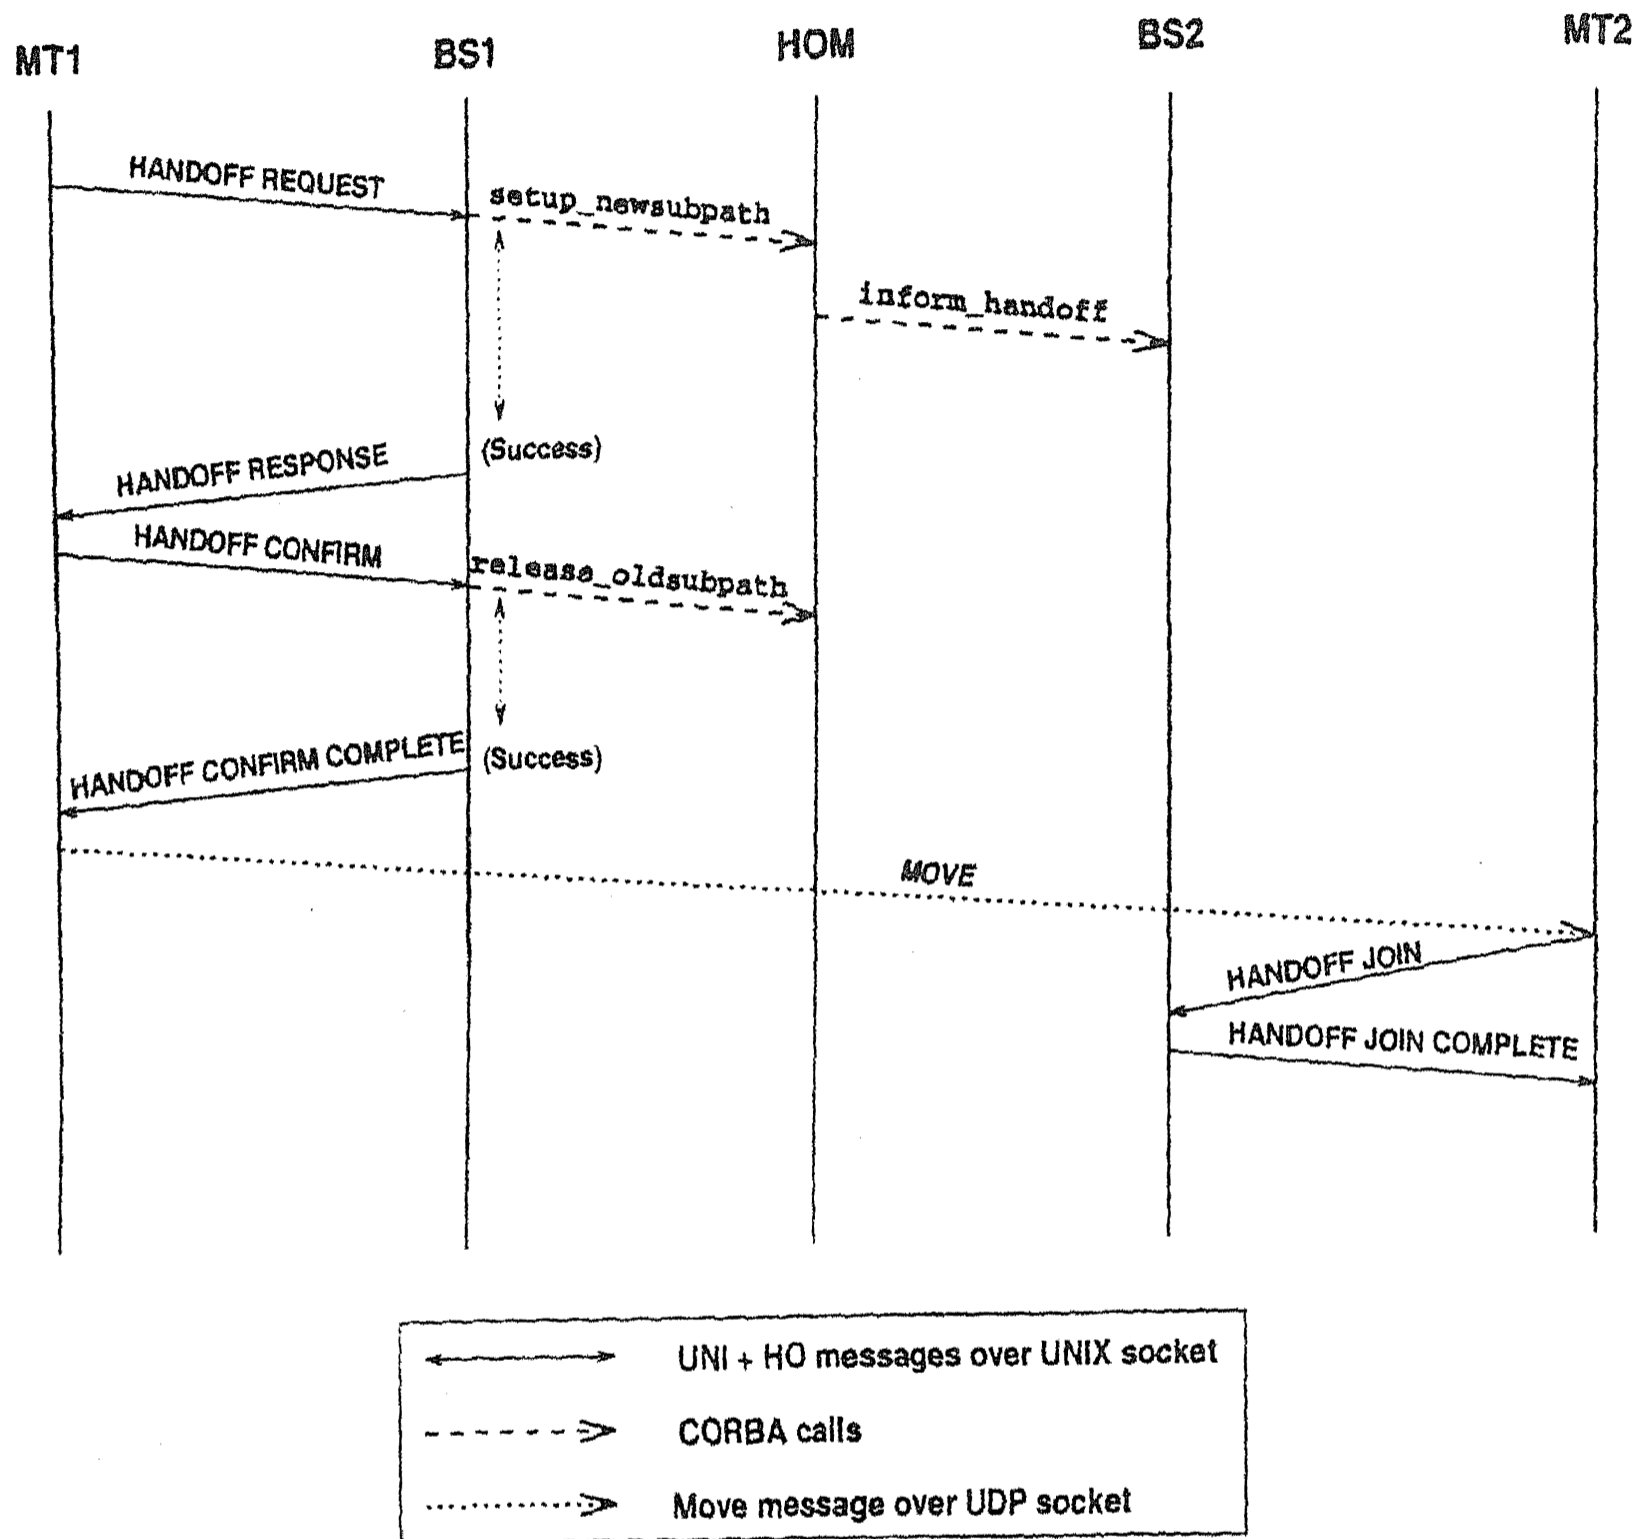 MT1
BS1
HOM
BS2
MT2
HANDOFF REQUEST
setup_newsubpath
inform_handoff
(Success)
HANDOFF RESPONSE
HANDOFF CONFIRM
release_oldsubpath
HANDOFF CONFIRM COMPLETE
(Success)
MOVE
HANDOFF JOIN
HANDOFF JOIN COMPLETE
UNI + HO messages over UNIX socket
CORBA calls
Move message over UDP socket